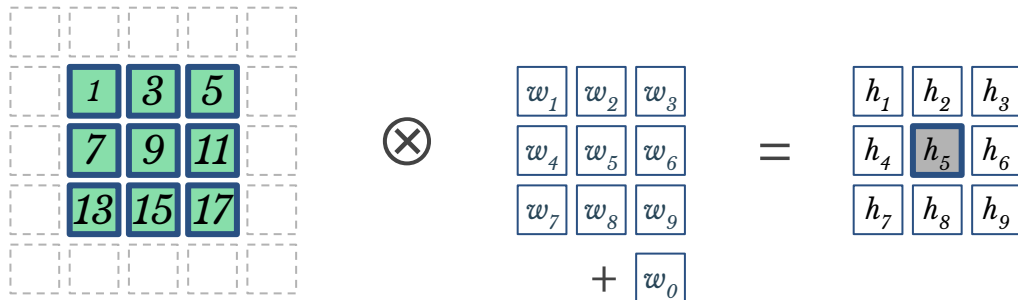 1 3 5 w₁ w₂ w₃ h₁ h₂ h₃
7 9 11 ⊗ w₄ w₅ w₆ = h₄ h₅ h₆
13 15 17 w₇ w₈ w₉ h₇ h₈ h₉
+ w₀